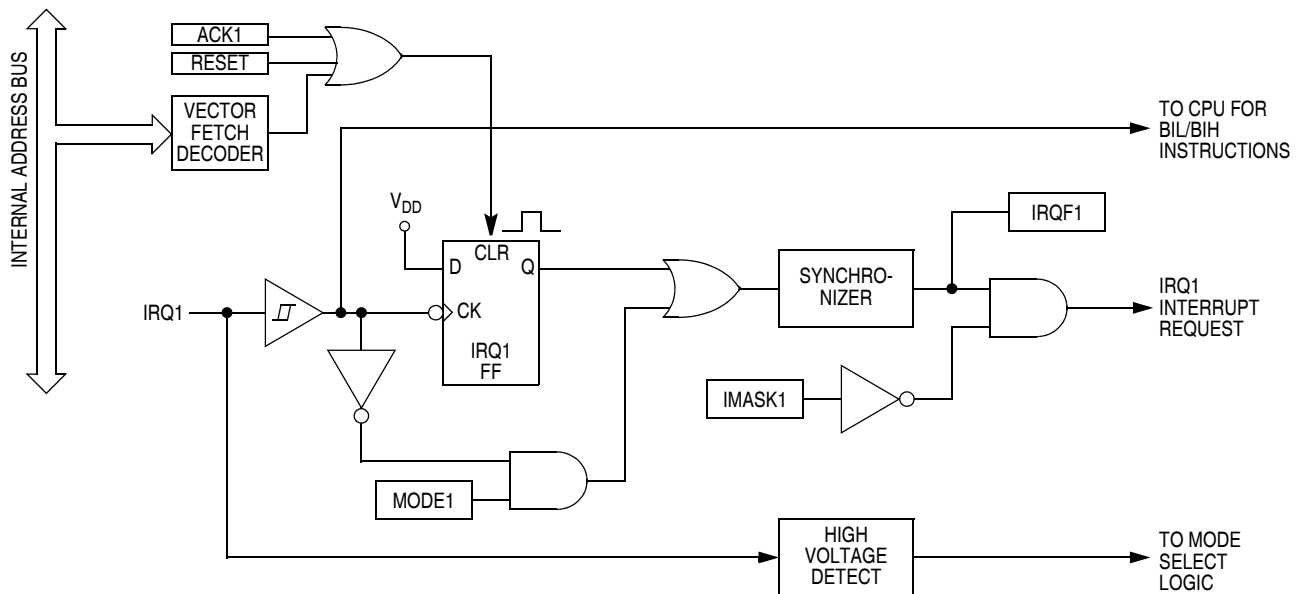 INTERNAL ADDRESS BUS
ACK1
RESET
VECTOR
FETCH
DECODER
TO CPU FOR
BIL/BIH
INSTRUCTIONS
VDD
IRQF1
CLR
D
Q
SYNCHRO-
NIZER
IRQ1
CK
IRQ1
INTERRUPT
REQUEST
IRQ1
FF
IMASK1
MODE1
HIGH
VOLTAGE
DETECT
TO MODE
SELECT
LOGIC